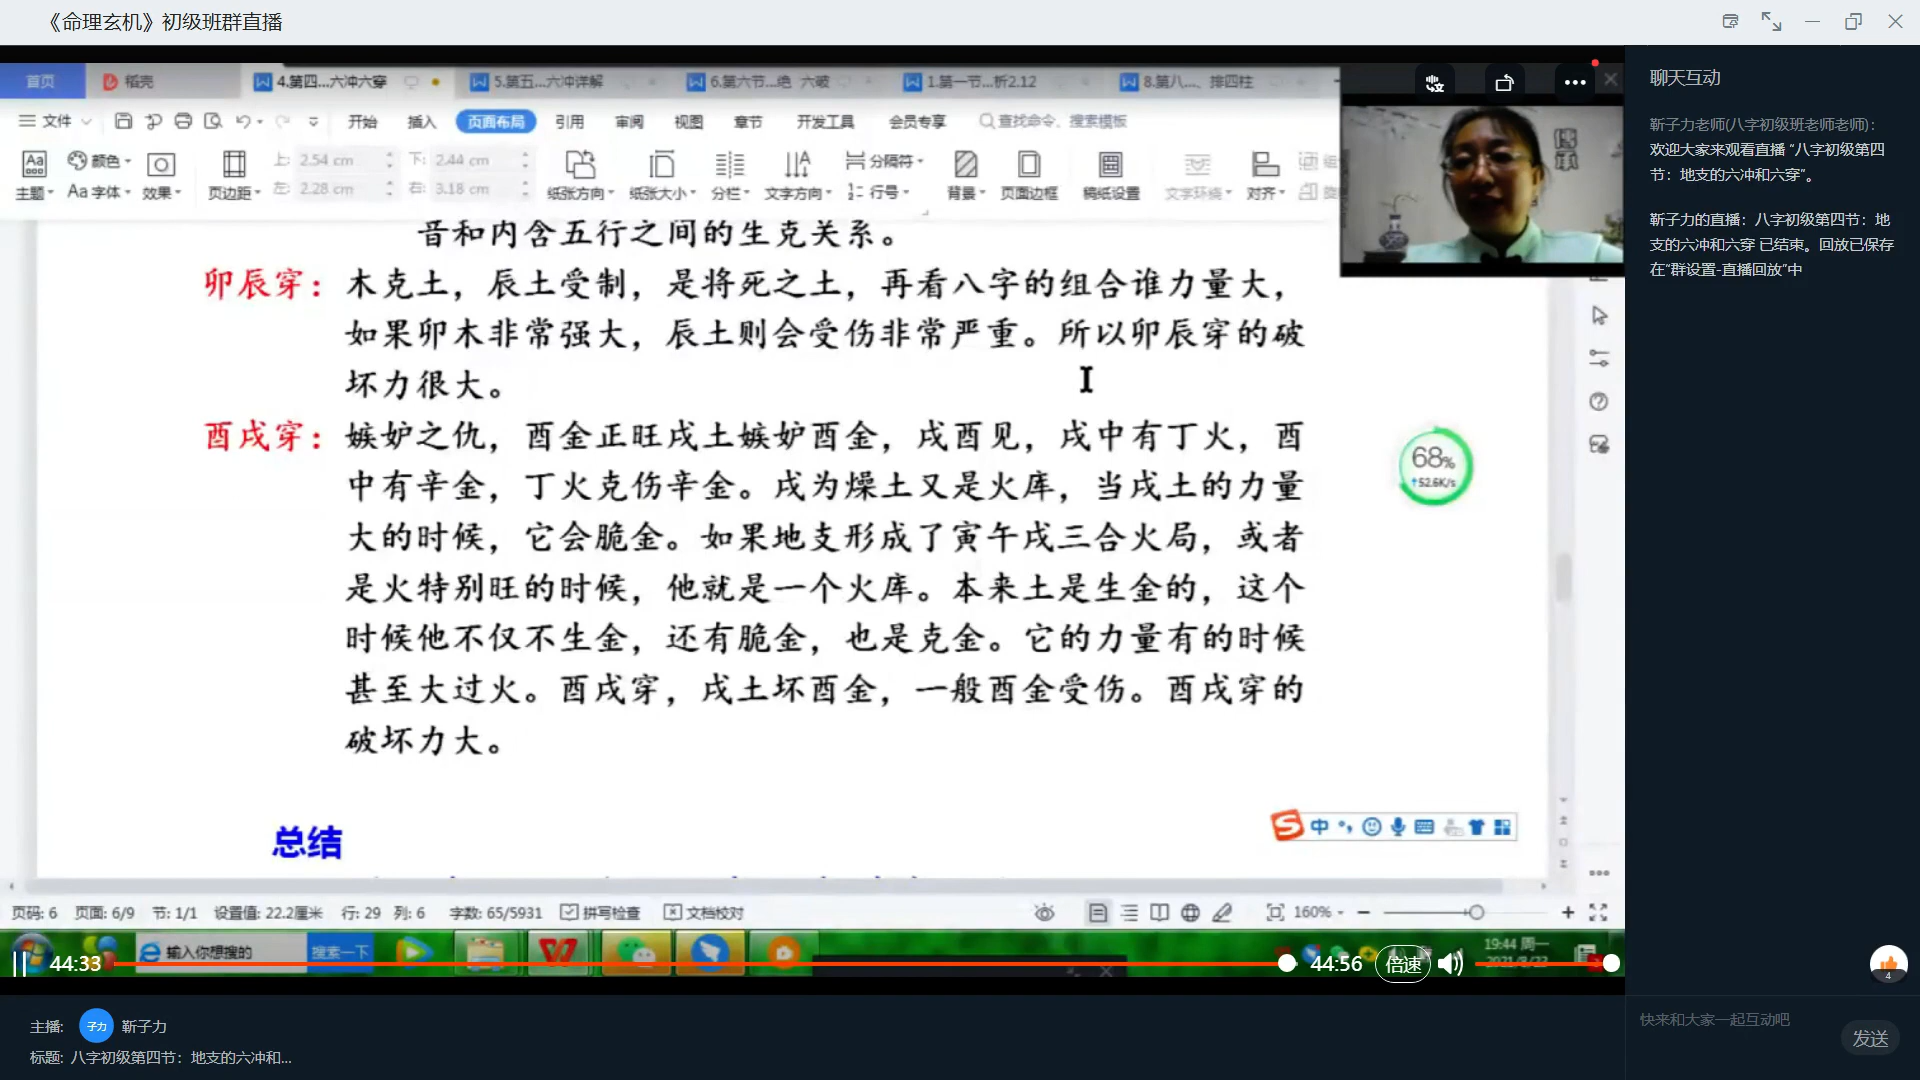 《命理玄机》初级班群直播
首页
稻壳
4.第四...六冲六穿
5.第五...六冲详解
6.第六节...绝 六破
1.第一节...析2.12
8.第八...、排四柱
文件
开始
插入
页面布局
引用
审阅
视图
章节
开发工具
会员专享
查找命令、搜索模板
颜色
上: 2.54 cm
下: 2.44 cm
分隔符
主题
Aa 字体
效果
页边距
左: 2.28 cm
右: 3.18 cm
纸张方向
纸张大小
分栏
文字方向
行号
背景
页面边框
稿纸设置
文字环绕
对齐
音和内含五行之间的生克关系。
卯辰穿：木克土，辰土受制，是将死之土，再看八字的组合谁力量大，
如果卯木非常强大，辰土则会受伤非常严重。所以卯辰穿的破
坏力很大。
酉戌穿：嫉妒之仇，酉金正旺戌土嫉妒酉金，戌酉见，戌中有丁火，酉
中有辛金，丁火克伤辛金。戌为燥土又是火库，当戌土的力量
大的时候，它会脆金。如果地支形成了寅午戌三合火局，或者
是火特别旺的时候，他就是一个火库。本来土是生金的，这个
时候他不仅不生金，还有脆金，也是克金。它的力量有的时候
甚至大过火。酉戌穿，戌土坏酉金，一般酉金受伤。酉戌穿的
破坏力大。
总结
68%
↑52.6K/s
中
页码: 6
页面: 6/9
节: 1/1
设置值: 22.2厘米
行: 29
列: 6
字数: 65/5931
拼写检查
文档校对
160%
输入你想搜的
搜索一下
19:44 周一
44:33
44:56
倍速
主播:
子力
靳子力
标题: 八字初级第四节：地支的六冲和...
聊天互动
靳子力老师(八字初级班老师老师):
欢迎大家来观看直播 “八字初级第四
节：地支的六冲和六穿”。
靳子力的直播：八字初级第四节：地
支的六冲和六穿 已结束。回放已保存
在“群设置-直播回放”中
4
快来和大家一起互动吧
发送